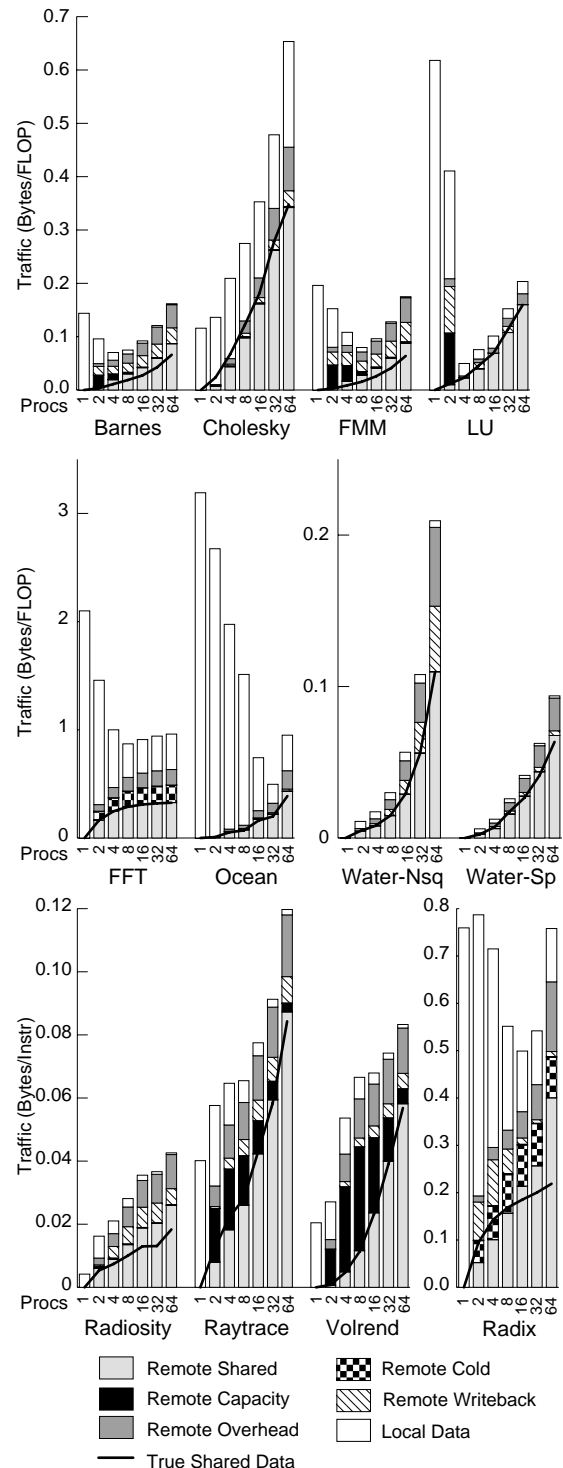 0.7
0.6
0.5
0.4
0.3
0.2
0.1
0.0
Traffic (Bytes/FLOP)
Procs 1 2 4 8 16 32 64 1 2 4 8 16 32 64 1 2 4 8 16 32 64 1 2 4 8 16 32 64
Barnes Cholesky FMM LU
3
2
1
0
Traffic (Bytes/FLOP)
0.2
0.1
0
Procs 1 2 4 8 16 32 64 1 2 4 8 16 32 64 1 2 4 8 16 32 64 1 2 4 8 16 32 64
FFT Ocean Water-Nsq Water-Sp
0.12
0.10
0.08
0.06
0.04
0.02
0
Traffic (Bytes/Instr)
0.8
0.7
0.6
0.5
0.4
0.3
0.2
0.1
0.0
Procs 1 2 4 8 16 32 64 1 2 4 8 16 32 64 1 2 4 8 16 32 64 1 2 4 8 16 32 64
Radiosity Raytrace Volrend Radix
Remote Shared Remote Cold
Remote Capacity Remote Writeback
Remote Overhead Local Data
True Shared Data